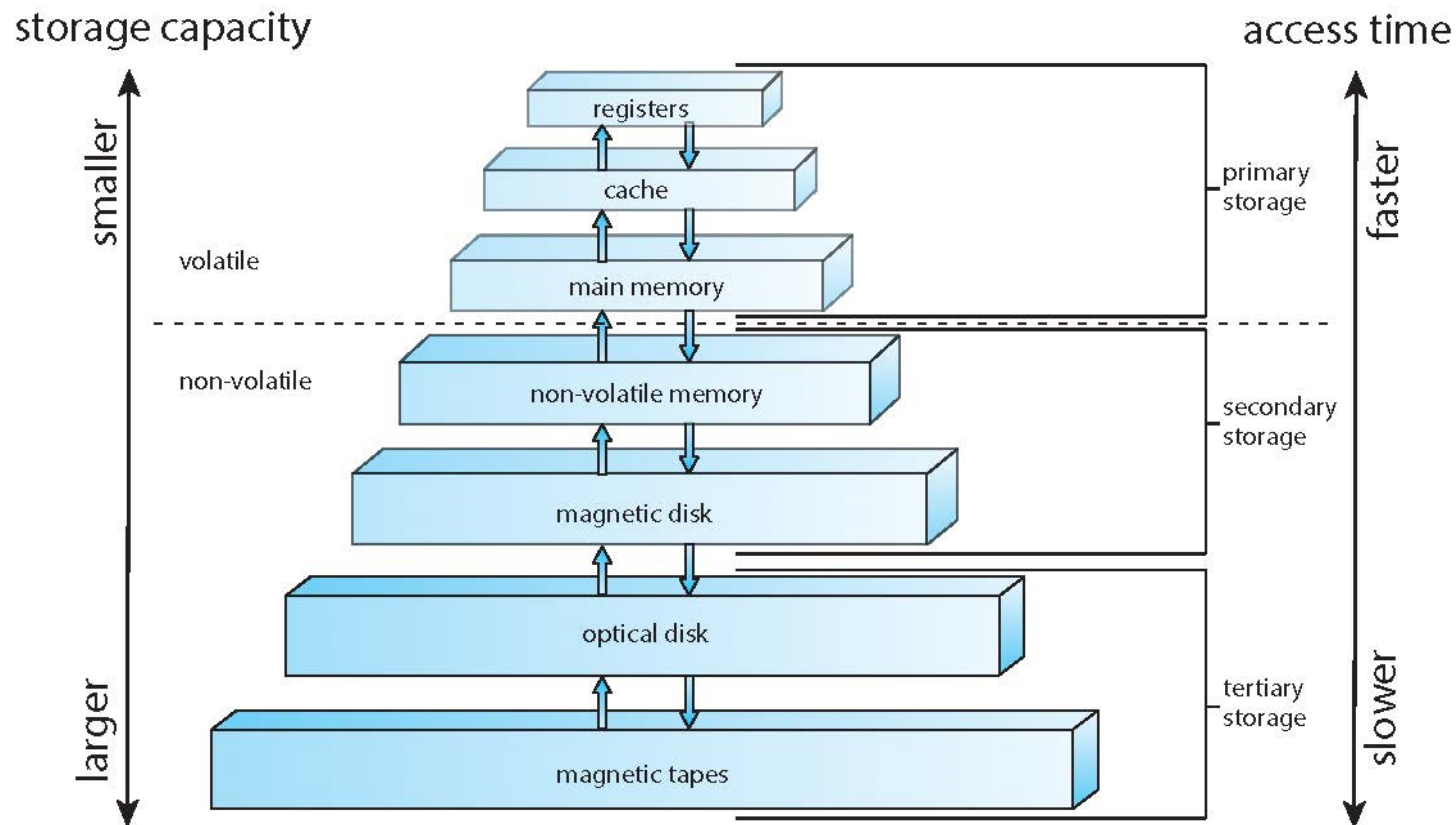 storage capacity
access time
smaller
larger
faster
slower
registers
cache
main memory
non-volatile memory
magnetic disk
optical disk
magnetic tapes
volatile
non-volatile
primary
storage
secondary
storage
tertiary
storage